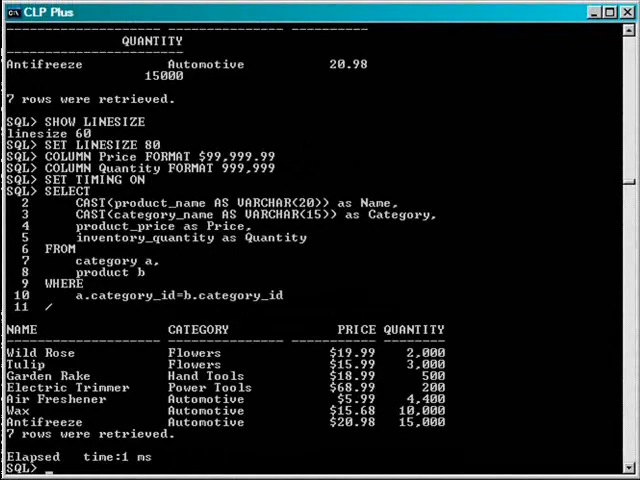 CLP Plus
QUANTITY
Antifreeze Automotive 20.98
15000
7 rows were retrieved.
SQL> SHOW LINESIZE
linesize 60
SQL> SET LINESIZE 80
SQL> COLUMN Price FORMAT $99,999.99
SQL> COLUMN Quantity FORMAT 999,999
SQL> SET TIMING ON
SQL> SELECT
2 CAST(product_name AS VARCHAR(20)) as Name,
3 CAST(category_name AS VARCHAR(15)) as Category,
4 product_price as Price,
5 inventory_quantity as Quantity
6 FROM
7 category a,
8 product b
9 WHERE
10 a.category_id=b.category_id
11 /
NAME CATEGORY PRICE QUANTITY
Wild Rose Flowers $19.99 2,000
Tulip Flowers $15.99 3,000
Garden Rake Hand Tools $18.99 500
Electric Trimmer Power Tools $68.99 200
Air Freshener Automotive $5.99 4,400
Wax Automotive $15.68 10,000
Antifreeze Automotive $20.98 15,000
7 rows were retrieved.
Elapsed time:1 ms
SQL> _